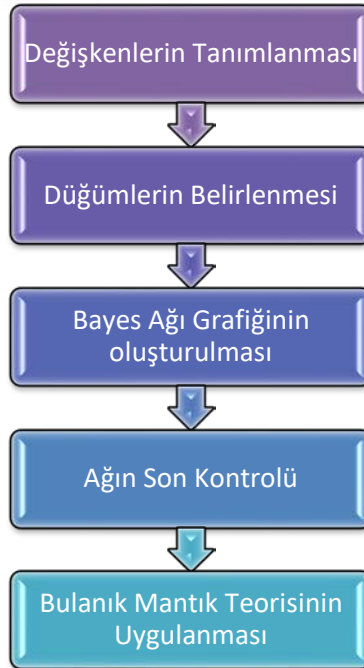 Değişkenlerin Tanımlanması
Düğümlerin Belirlenmesi
Bayes Ağı Grafiğinin
oluşturulması
Ağın Son Kontrolü
Bulanık Mantık Teorisinin
Uygulanması